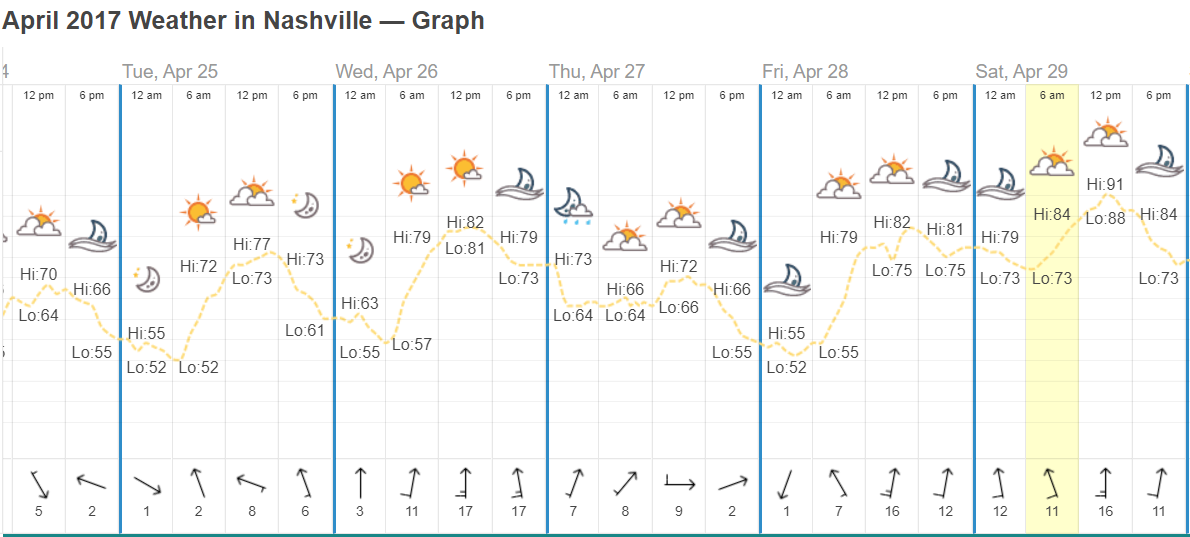 April 2017 Weather in Nashville — Graph
4 Tue, Apr 25 Wed, Apr 26 Thu, Apr 27 Fri, Apr 28 Sat, Apr 29
12 pm 6 pm 12 am 6 am 12 pm 6 pm 12 am 6 am 12 pm 6 pm 12 am 6 am 12 pm 6 pm 12 am 6 am 12 pm 6 pm 12 am 6 am 12 pm 6 pm
Hi:70 Hi:66 Hi:55 Hi:72 Hi:77 Hi:73 Hi:63 Hi:79 Hi:82 Hi:79 Hi:73 Hi:66 Hi:72 Hi:66 Hi:55 Hi:79 Hi:82 Hi:81 Hi:79 Hi:84 Hi:91 Hi:84
Lo:64 Lo:55 Lo:52 Lo:52 Lo:73 Lo:61 Lo:55 Lo:57 Lo:81 Lo:73 Lo:64 Lo:64 Lo:66 Lo:55 Lo:52 Lo:55 Lo:75 Lo:75 Lo:73 Lo:73 Lo:88 Lo:73
5 2 1 2 8 6 3 11 17 17 7 8 9 2 1 7 16 12 12 11 16 11